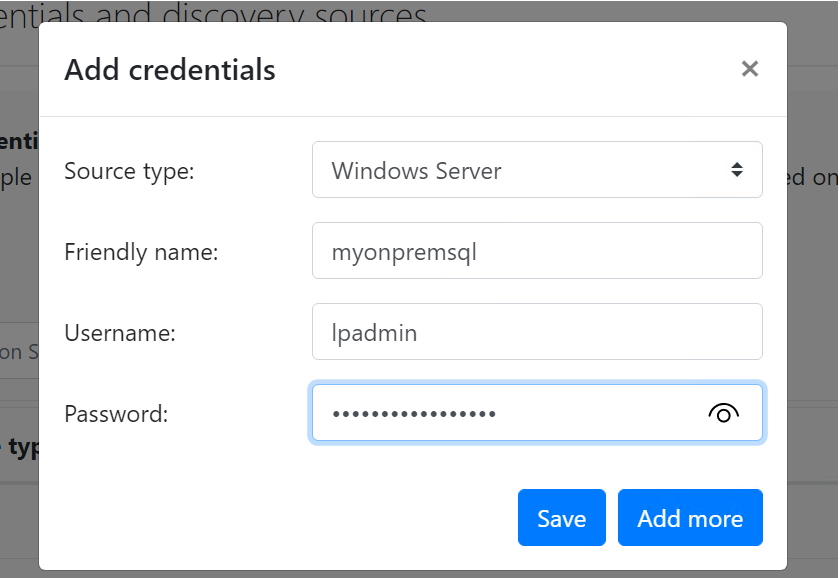 entials and discovery sources
Add credentials
×
enti
ple
ed on
Source type:
Windows Server
Friendly name:
myonpremsql
Username:
lpadmin
on S
Password:
•••••••••••••••••
typ
Save
Add more